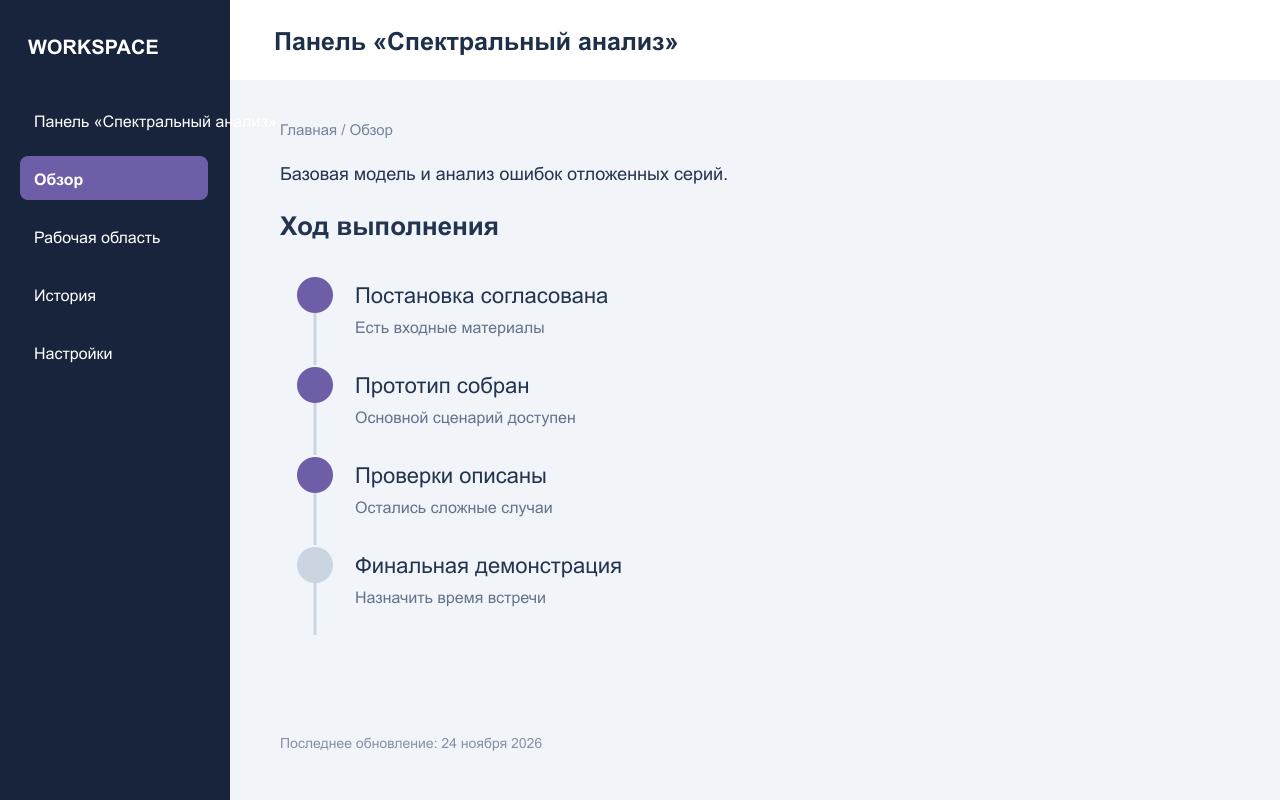 WORKSPACE
Панель «Спектральный анализ»
Обзор
Рабочая область
История
Настройки
Панель «Спектральный анализ»
Главная / Обзор
Базовая модель и анализ ошибок отложенных серий.
Ход выполнения
Постановка согласована
Есть входные материалы
Прототип собран
Основной сценарий доступен
Проверки описаны
Остались сложные случаи
Финальная демонстрация
Назначить время встречи
Последнее обновление: 24 ноября 2026